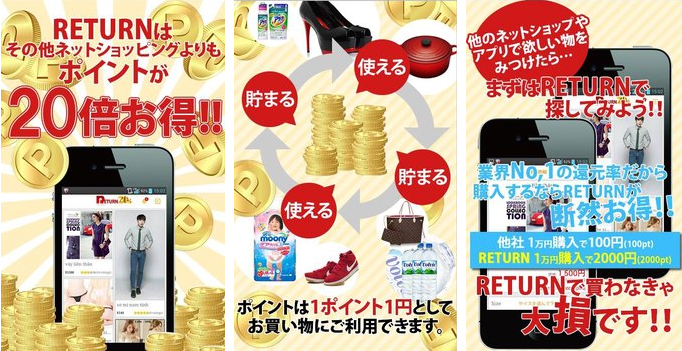 RETURNは
その他ネットショッピングよりも
ポイントが
20倍お得!!
RETURN
使える
貯まる
貯まる
使える
moony
Volvic
ポイントは1ポイント1円として
お買い物にご利用できます。
他のネットショップや
アプリで欲しい物を
みつけたら…
まずはRETURNで
探してみよう!!
業界No,1の還元率だから
購入するならRETURNが
断然お得!!
他社 1万円購入で100円(100pt)
RETURN 1万円購入で2000円(2000pt)
1,500円
RETURNで買わなきゃ
大損です!!